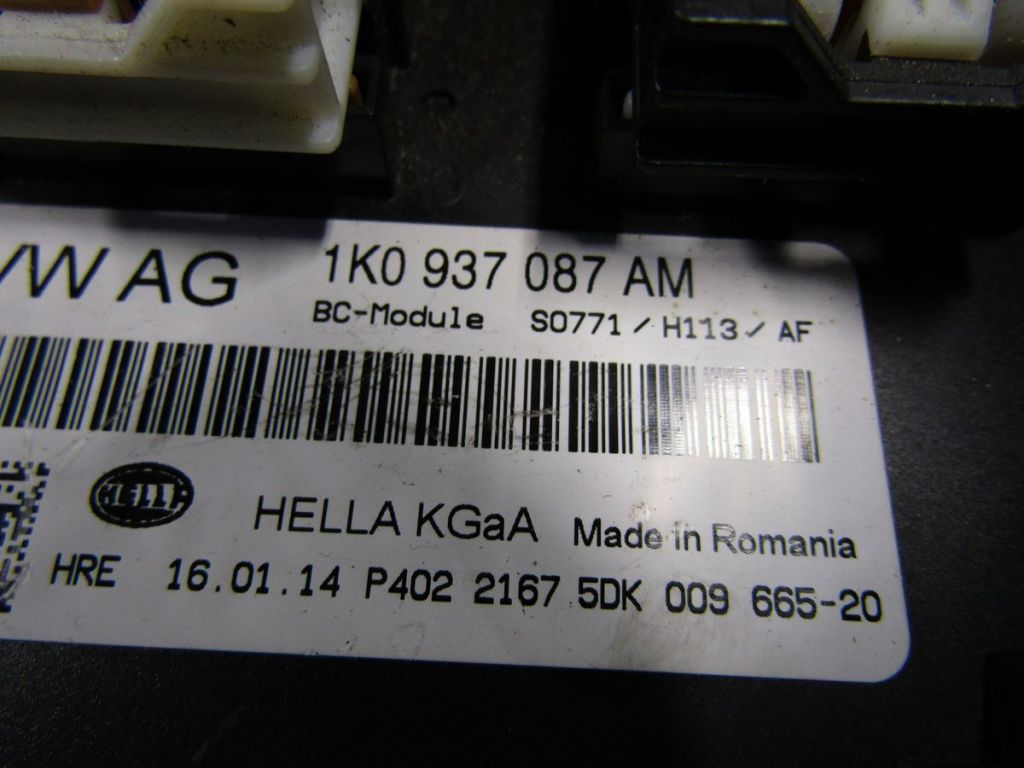 VW AG 1K0 937 087 AM
BC-Module S0771/H113/AF
HELLA
HELLA KGaA Made in Romania
HRE 16.01.14 P402 2167 5DK 009 665-20